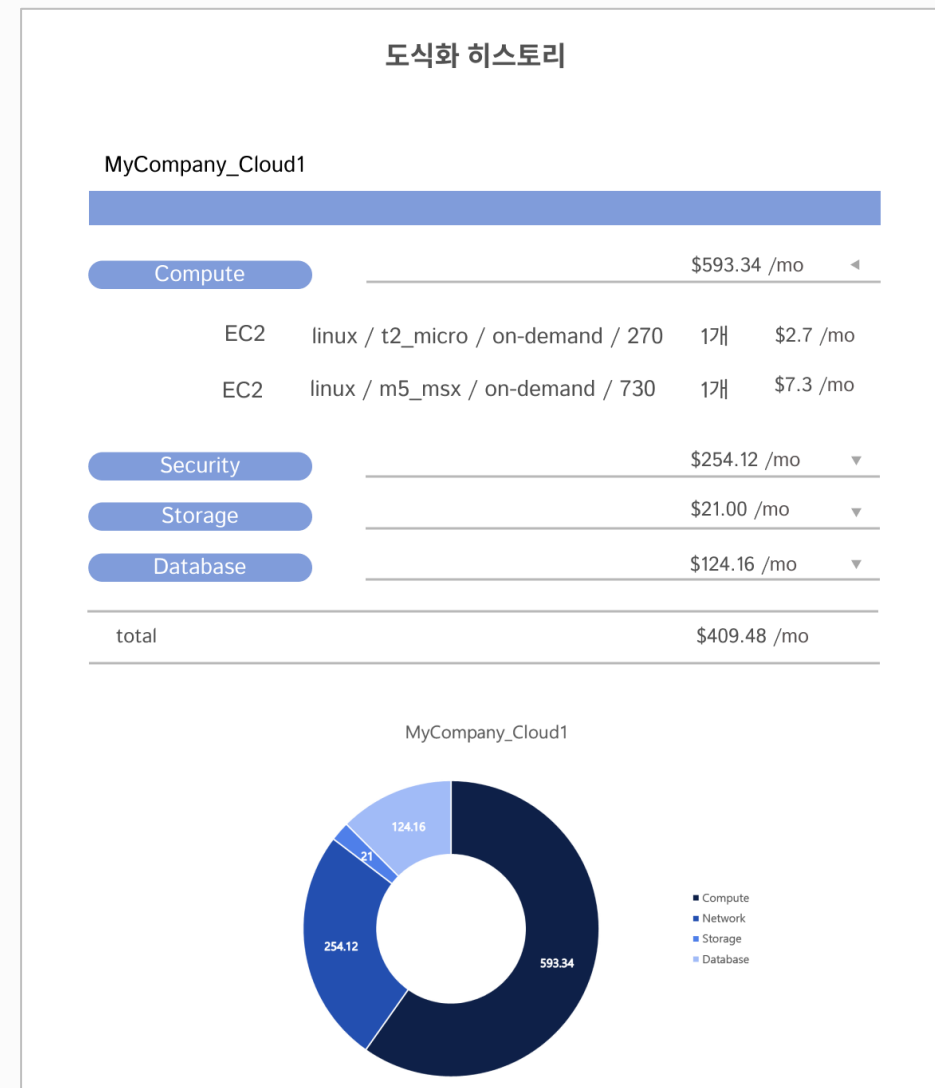 도식화 히스토리
MyCompany_Cloud1
Compute $593.34 /mo
EC2 linux / t2_micro / on-demand / 270 1개 $2.7 /mo
EC2 linux / m5_msx / on-demand / 730 1개 $7.3 /mo
Security $254.12 /mo
Storage $21.00 /mo
Database $124.16 /mo
total $409.48 /mo
MyCompany_Cloud1
124.16
21
254.12
593.34
Compute
Network
Storage
Database